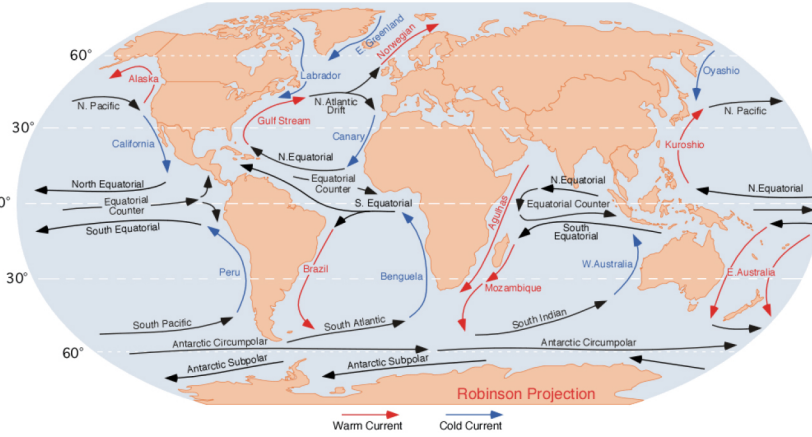 60°
30°
0°
30°
60°
Alaska
N. Pacific
California
North Equatorial
Equatorial
Counter
South Equatorial
Peru
South Pacific
Antarctic Circumpolar
Antarctic Subpolar
Labrador
E. Greenland
Norwegian
N. Atlantic
Drift
Gulf Stream
Canary
N.Equatorial
Equatorial
Counter
S. Equatorial
Brazil
Benguela
South Atlantic
Antarctic Subpolar
Agulhas
Mozambique
N.Equatorial
Equatorial Counter
South
Equatorial
W.Australia
South Indian
Antarctic Circumpolar
Oyashio
N. Pacific
Kuroshio
N.Equatorial
E.Australia
Robinson Projection
Warm Current
Cold Current